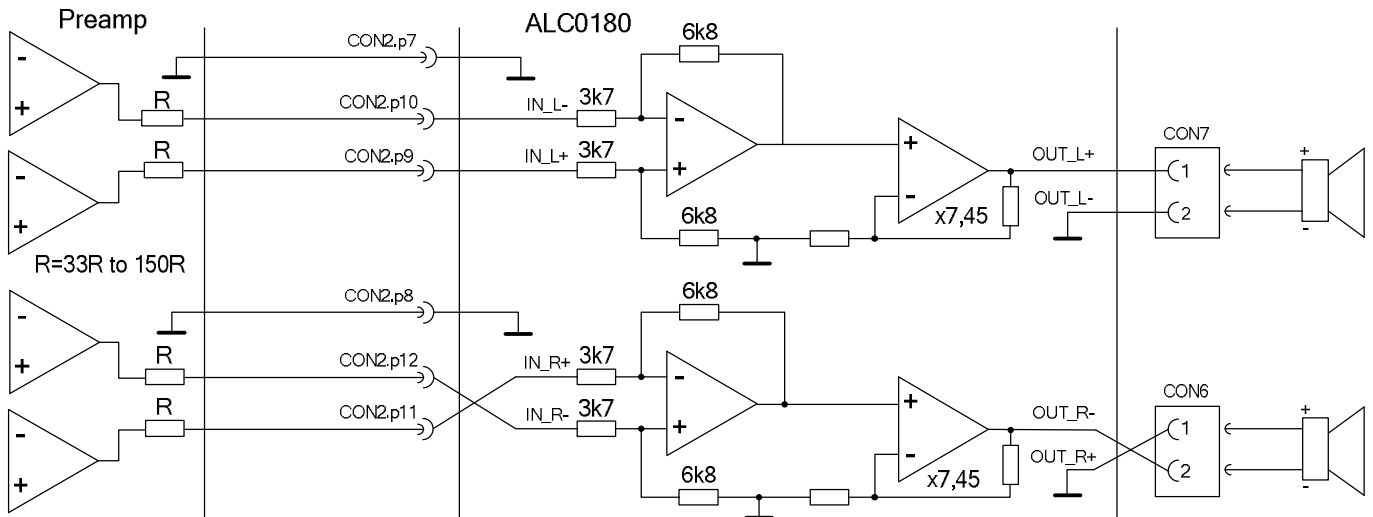 Preamp
ALC0180
CON2.p7
6k8
-
+
R
CON2.p10
IN_L-
3k7
-
+
CON7
R
CON2.p9
IN_L+
3k7
-
+
+
-
x7,45
OUT_L+
1
+
OUT_L-
2
-
6k8
R=33R to 150R
CON2.p8
6k8
-
+
R
CON2.p12
IN_R+
3k7
-
+
CON6
R
CON2.p11
IN_R-
3k7
-
+
+
-
x7,45
OUT_R-
1
+
OUT_R+
2
-
6k8